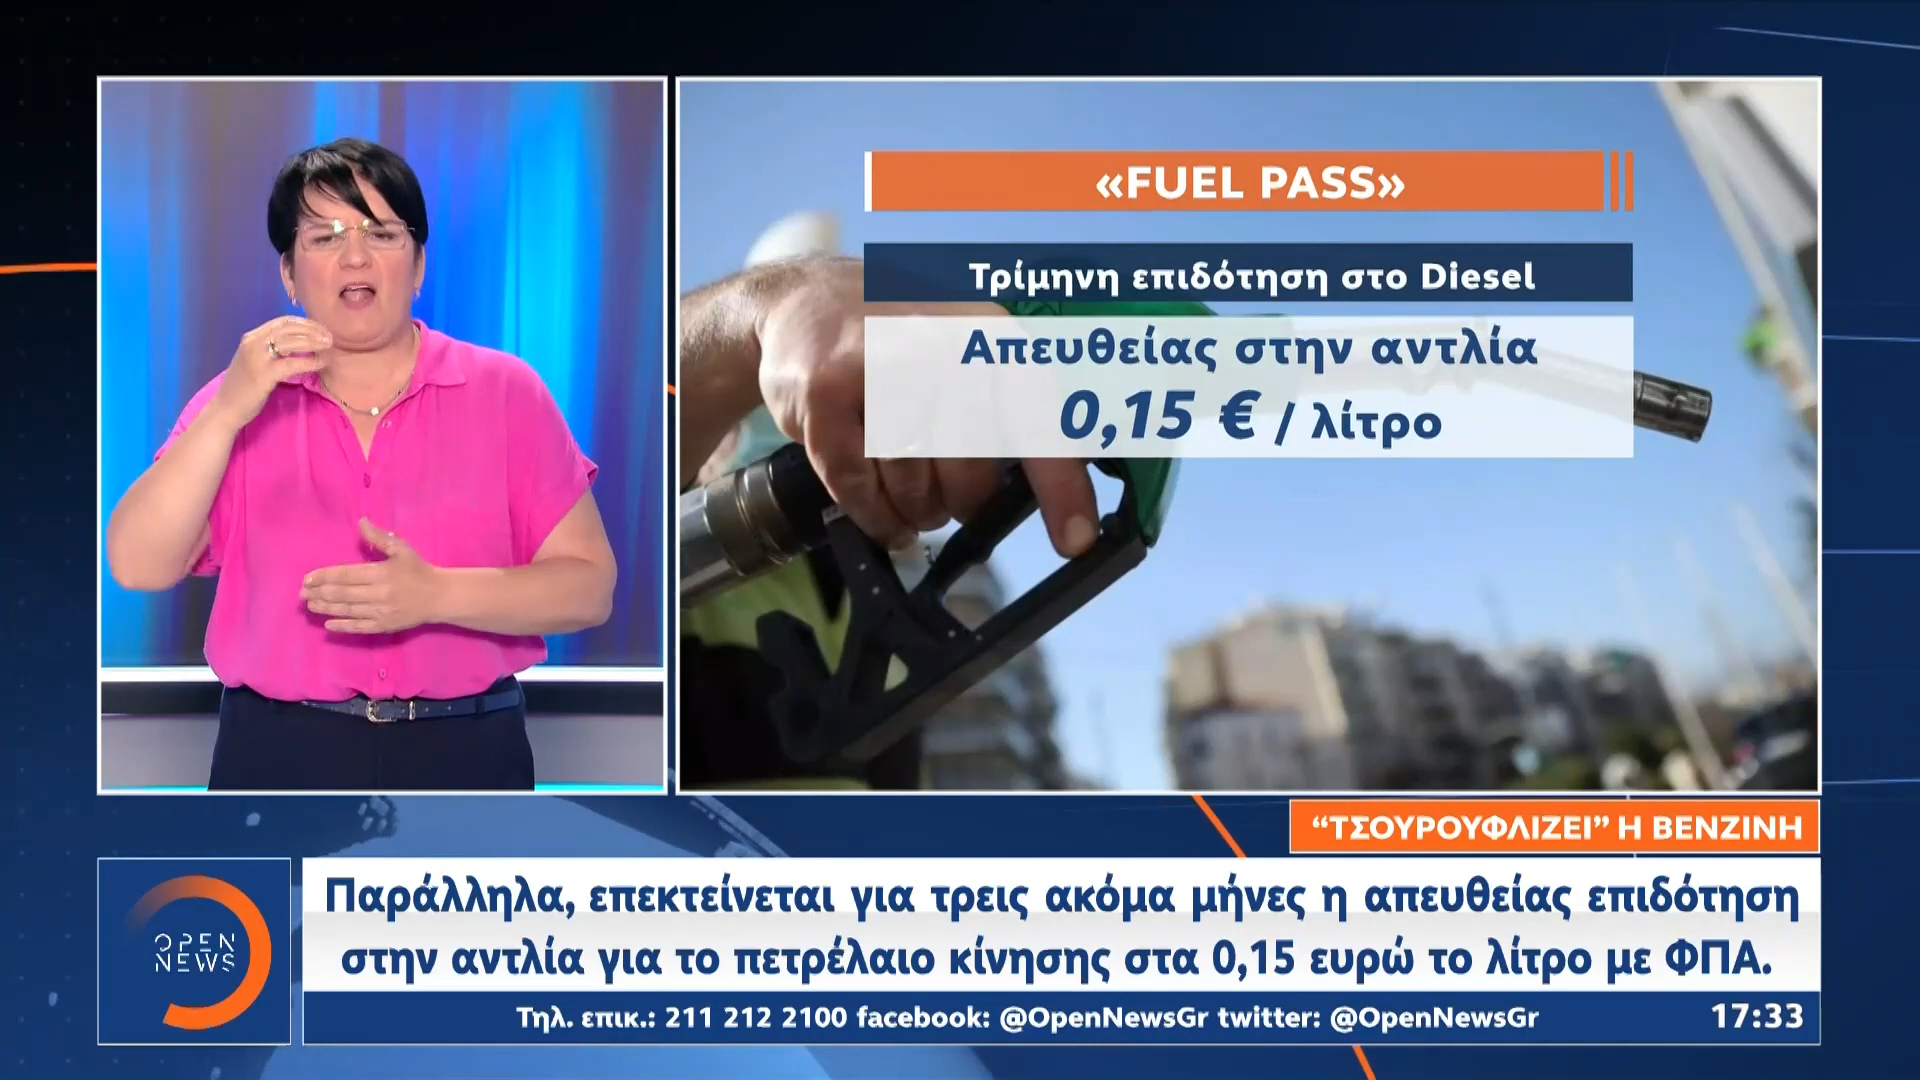 «FUEL PASS»
Τρίμηνη επιδότηση στο Diesel
Απευθείας στην αντλία
0,15 € / λίτρο
“ΤΣΟΥΡΟΥΦΛΙΖΕΙ” Η ΒΕΝΖΙΝΗ
Παράλληλα, επεκτείνεται για τρεις ακόμα μήνες η απευθείας επιδότηση
στην αντλία για το πετρέλαιο κίνησης στα 0,15 ευρώ το λίτρο με ΦΠΑ.
OPEN
NEWS
Τηλ. επικ.: 211 212 2100 facebook: @OpenNewsGr twitter: @OpenNewsGr
17:33